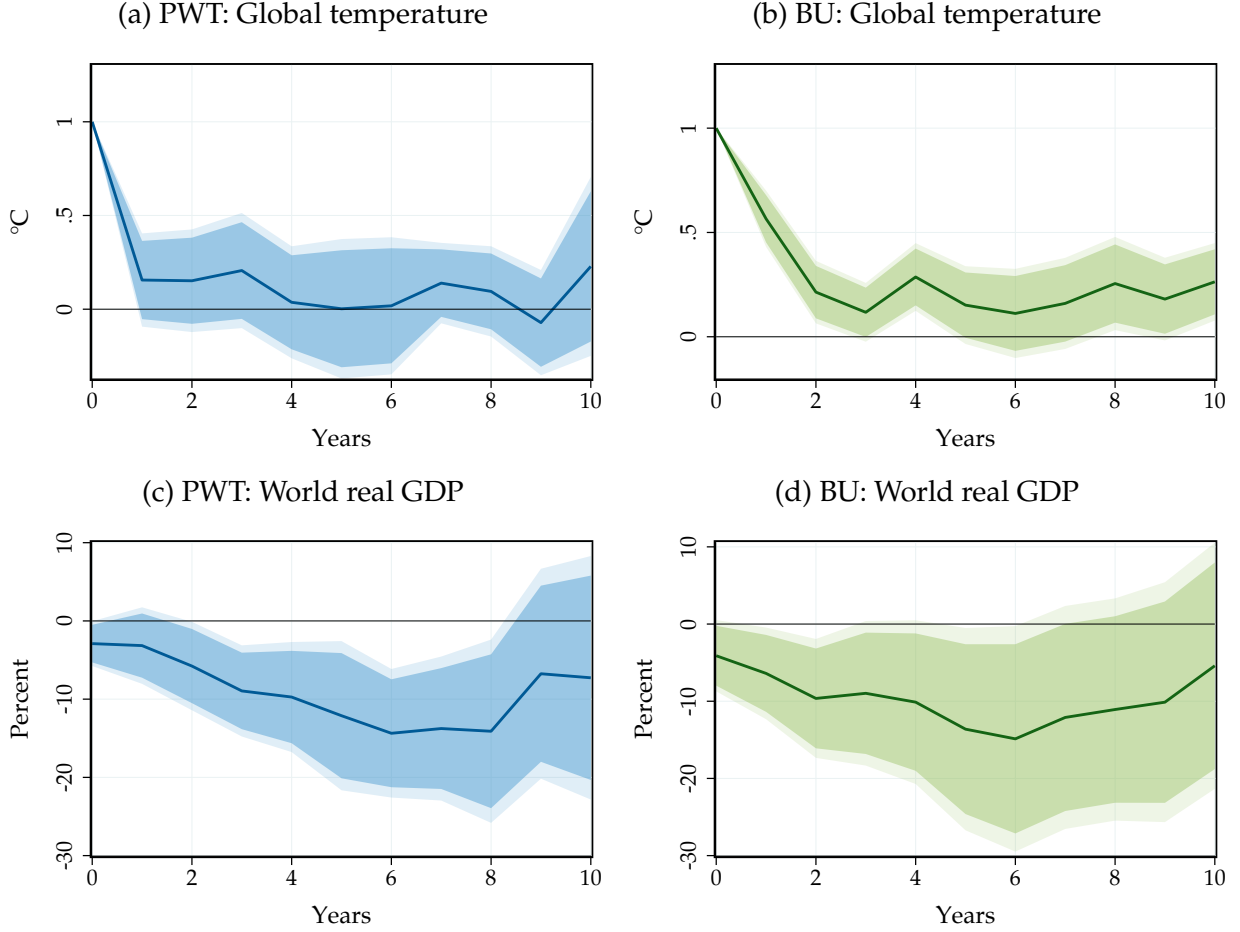 (a) PWT: Global temperature
1
.5
0
°C
0 2 4 6 8 10
Years
(b) BU: Global temperature
1
.5
0
°C
0 2 4 6 8 10
Years
(c) PWT: World real GDP
10
0
-10
-20
-30
Percent
0 2 4 6 8 10
Years
(d) BU: World real GDP
10
0
-10
-20
-30
Percent
0 2 4 6 8 10
Years